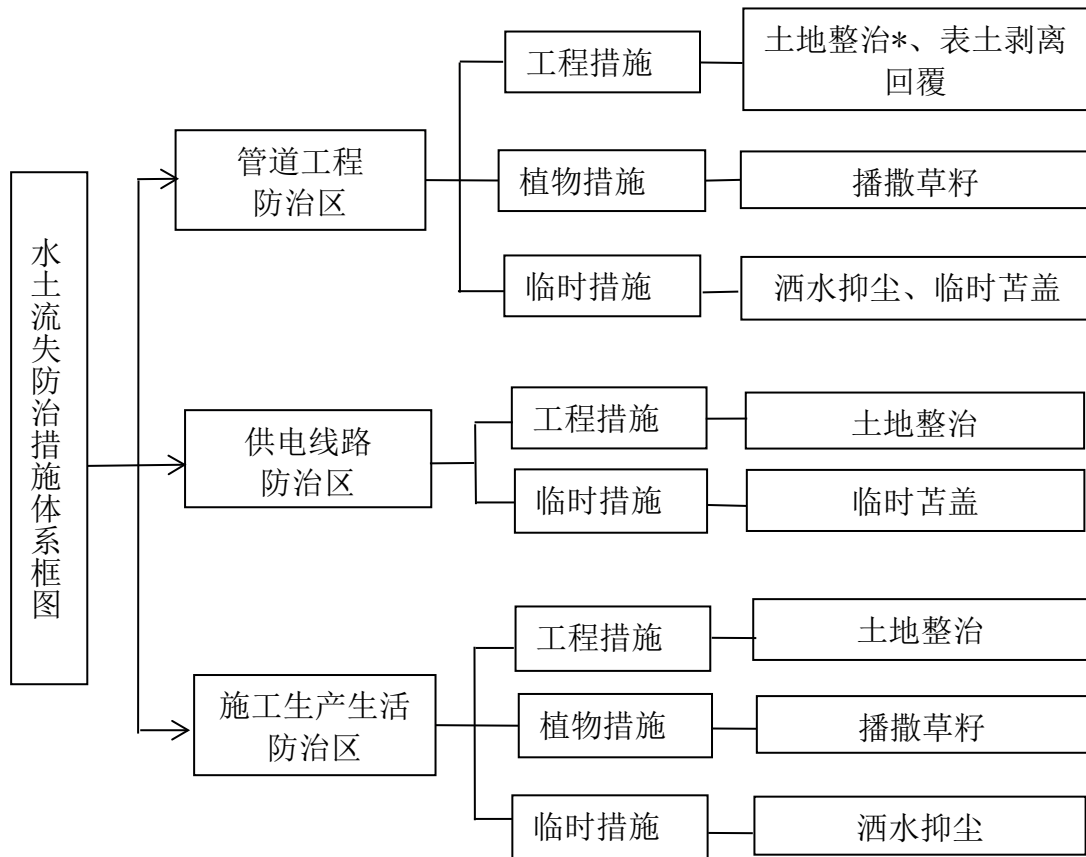 水土流失防治措施体系框图
管道工程
防治区
工程措施
土地整治*、表土剥离
回覆
植物措施
播撒草籽
临时措施
洒水抑尘、临时苫盖
供电线路
防治区
工程措施
土地整治
临时措施
临时苫盖
施工生产生活
防治区
工程措施
土地整治
植物措施
播撒草籽
临时措施
洒水抑尘